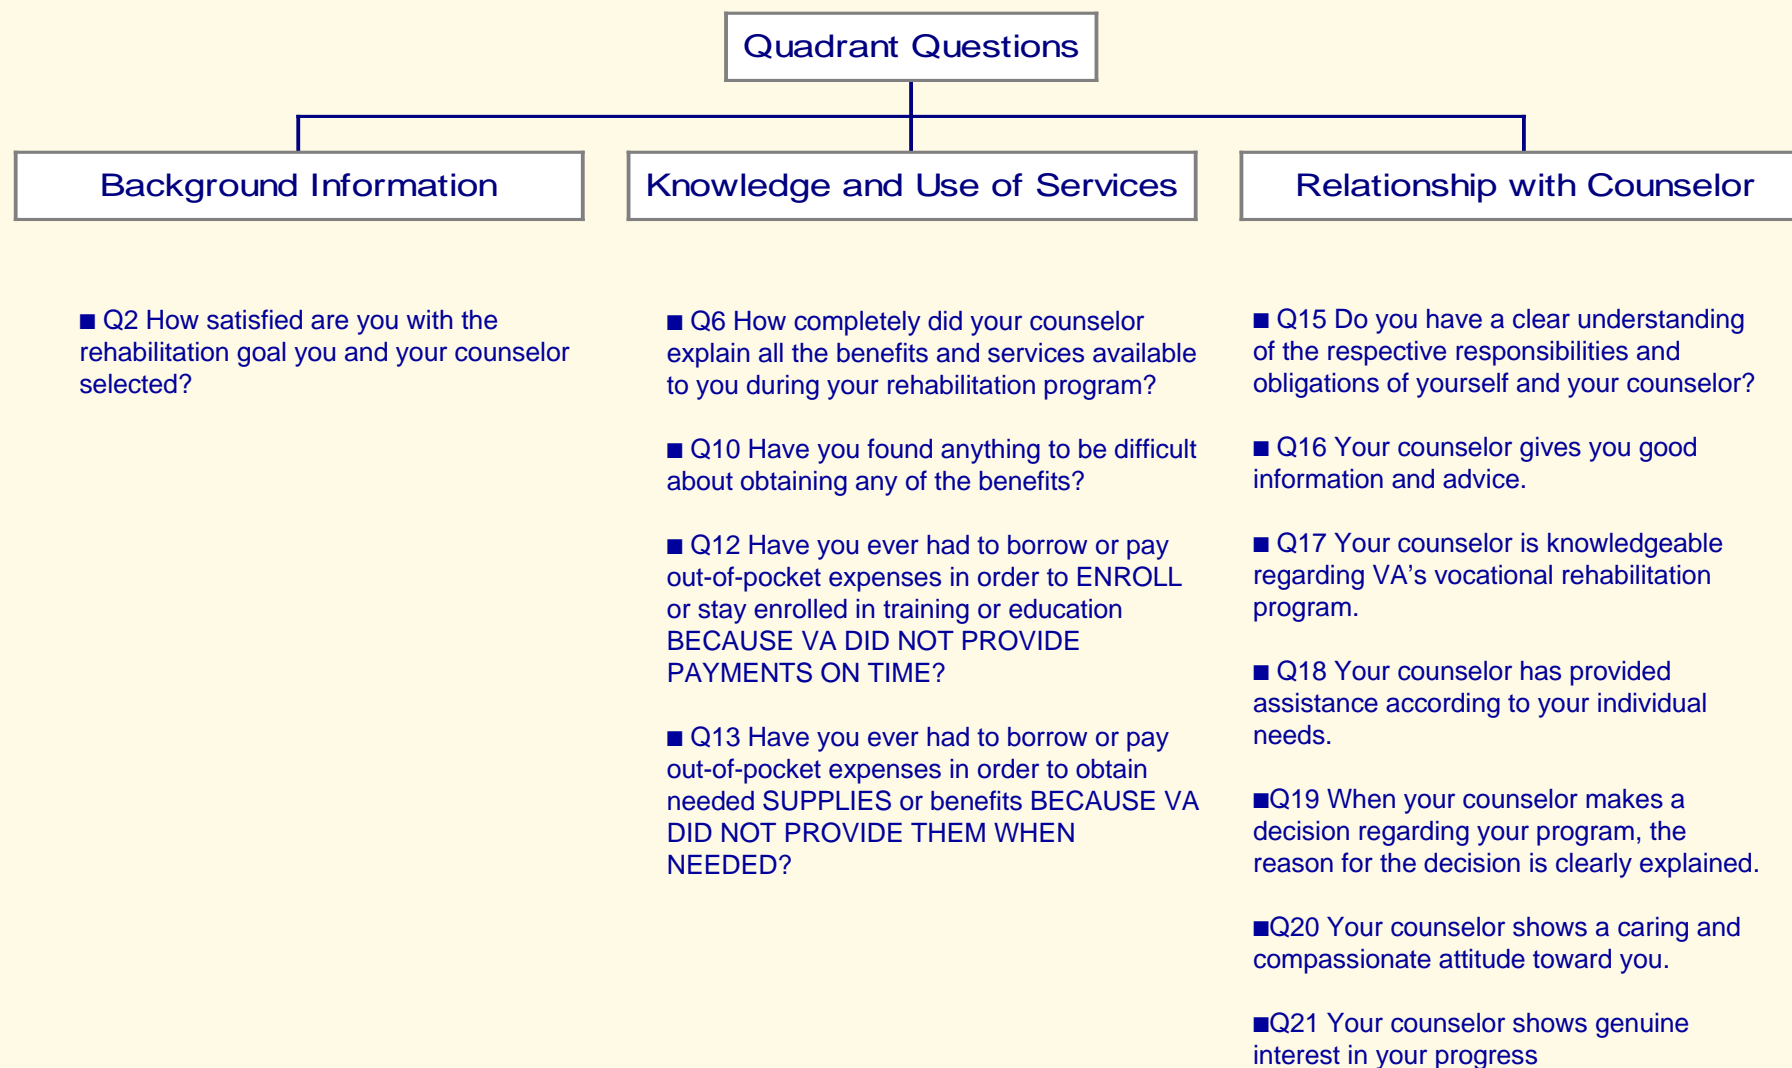 Quadrant Questions
Background Information
Knowledge and Use of Services
Relationship with Counselor
■ Q2 How satisfied are you with the
rehabilitation goal you and your counselor
selected?
■ Q6 How completely did your counselor
explain all the benefits and services available
to you during your rehabilitation program?
■ Q10 Have you found anything to be difficult
about obtaining any of the benefits?
■ Q12 Have you ever had to borrow or pay
out-of-pocket expenses in order to ENROLL
or stay enrolled in training or education
BECAUSE VA DID NOT PROVIDE
PAYMENTS ON TIME?
■ Q13 Have you ever had to borrow or pay
out-of-pocket expenses in order to obtain
needed SUPPLIES or benefits BECAUSE VA
DID NOT PROVIDE THEM WHEN
NEEDED?
■ Q15 Do you have a clear understanding
of the respective responsibilities and
obligations of yourself and your counselor?
■ Q16 Your counselor gives you good
information and advice.
■ Q17 Your counselor is knowledgeable
regarding VA’s vocational rehabilitation
program.
■ Q18 Your counselor has provided
assistance according to your individual
needs.
■Q19 When your counselor makes a
decision regarding your program, the
reason for the decision is clearly explained.
■Q20 Your counselor shows a caring and
compassionate attitude toward you.
■Q21 Your counselor shows genuine
interest in your progress